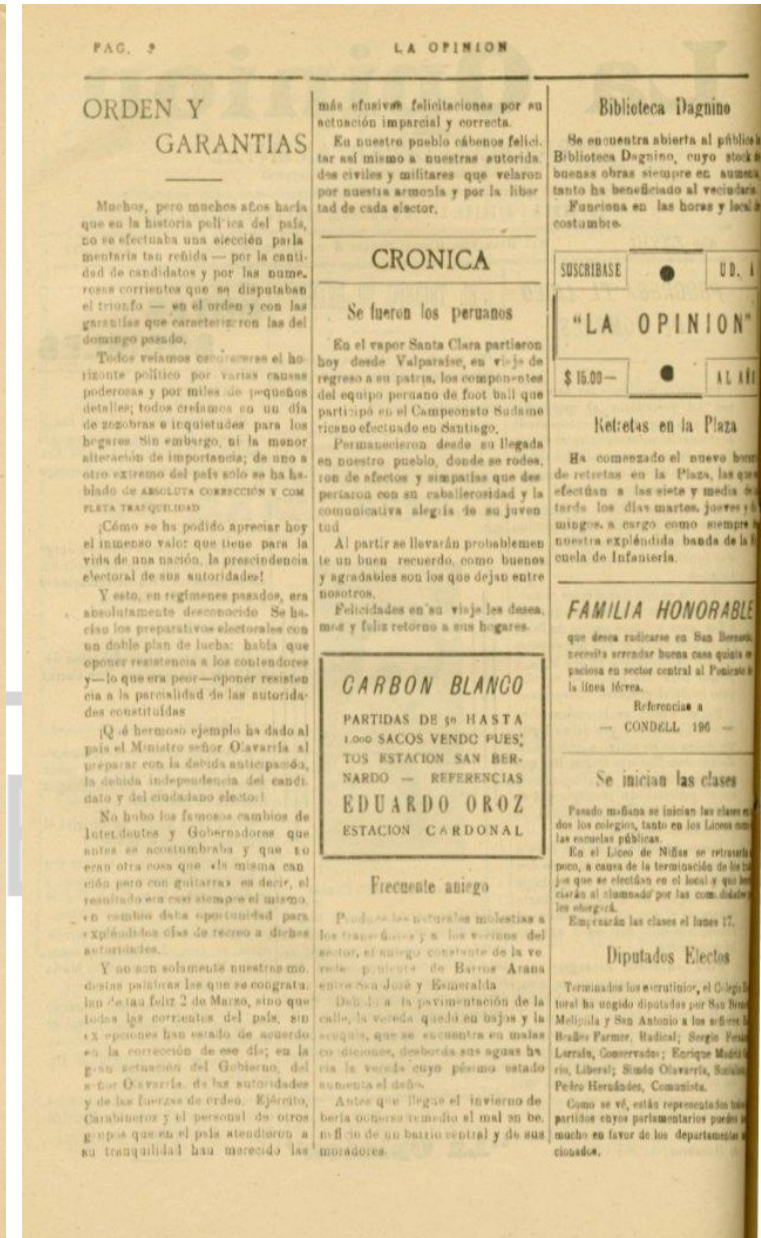 PAG.
LA OPINION
ORDEN Y
GARANTIAS
Muchos, pero muchos años hacía
que en la historia política del país,
no se efectuaba una elección parla
mentaria tan reñida — por la canti-
dad de candidatos y por las nume.
rosas corrientes que se disputaban
el triunfo — en el orden y con las
garantías que caracterizaron las del
domingo pasado.
Todos veíamos oscurecerse el ho-
rizonte político por varias causas
poderosas y por miles de pequeños
detalles; todos creíamos en un día
de zozobras e inquietudes para los
hogares Sin embargo, ni la menor
alteración de importancia; de uno a
otro extremo del país solo se ha ha-
blado de ABSOLUTA CORRECCIÓN Y COM
PLETA TRANQUILIDAD
¡Cómo se ha podido apreciar hoy
el inmenso valor que tiene para la
vida de una nación, la prescindencia
electoral de sus autoridades!
Y esto, en regímenes pasados, era
absolutamente desconocido Se ha-
cían los preparativos electorales con
un doble plan de lucha: había que
oponer resistencia a los contendores
y—lo que era peor—oponer resisten
cia a la parcialidad de las autorida-
des constituídas
¡Qué hermoso ejemplo ha dado al
país el Ministro señor Olavarría al
preparar con la debida anticipación,
la debida independencia del candi.
dato y del ciudadano elector!
No hubo los famosos cambios de
Intendentes y Gobernadores que
antes se acostumbraba y que no
eran otra cosa que «la misma can
ción pero con guitarra» es decir, el
resultado era casi siempre el mismo,
en cambio daba oportunidad para
expléndidos días de recreo a dichas
autoridades.
Y no son solamente nuestras mo.
destas palabras las que se congratu.
lan de tan feliz 2 de Marzo, sino que
todas las corrientes del país, sin
excepciones han estado de acuerdo
en la corrección de ese día; en la
gran actuación del Gobierno, del
señor Olavarría, de las autoridades
y de las fuerzas de orden. Ejército,
Carabineros y el personal de otros
grupos que en el país atendieron a
su tranquilidad han merecido las
más efusivas felicitaciones por su
actuación imparcial y correcta.
En nuestro pueblo cábenos felici.
tar así mismo a nuestras autorida.
des civiles y militares que velaron
por nuestra armonía y por la liber
tad de cada elector.
CRONICA
Se fueron los peruanos
En el vapor Santa Clara partieron
hoy desde Valparaíso, en viaje de
regreso a su patria, los componentes
del equipo peruano de foot ball que
participó en el Campeonato Sudame
ricano efectuado en Santiago.
Permanecieron desde su llegada
en nuestro pueblo, donde se rodea.
ron de afectos y simpatías que des
pertaron con su caballerosidad y la
comunicativa alegría de su juven
tud
Al partir se llevarán probablemen
te un buen recuerdo, como buenos
y agradables son los que dejan entre
nosotros.
Felicidades en su viaje les desea.
mos y feliz retorno a sus hogares.
CARBON BLANCO
PARTIDAS DE 50 HASTA
1.000 SACOS VENDO PUES;
TOS ESTACION SAN BER-
NARDO — REFERENCIAS
EDUARDO OROZ
ESTACION CARDONAL
Frecuente aniego
Produce las naturales molestias a
los transeúntes y a los vecinos del
sector, el aniego constante de la ve
reda poniente de Barros Arana
entre San José y Esmeralda
Debido a la pavimentación de la
calle, la vereda quedó en bajos y la
acequia, que se encuentra en malas
condiciones, desborda sus aguas ha
cia la vereda cuyo pésimo estado
aumenta el daño.
Antes que llegue el invierno de
bería ponerse remedio al mal en be.
neficio de un barrio central y de sus
moradores.
Biblioteca Dagnino
Se encuentra abierta al público
Biblioteca Dagnino, cuyo stock
buenas obras siempre en
tanto ha beneficiado al
Funciona en las horas y local
costumbre.
SUSCRIBASE UD. A
"LA OPINION"
$ 15.00— AL AÑO
Retretas en la Plaza
Ha comenzado el nuevo
de retretas en la Plaza, las que
efectúan a las siete y media
tarde los días martes, jueves y
mingos, a cargo como siempre
nuestra expléndida banda de la
cuela de Infantería.
FAMILIA HONORABLE
que desea radicarse en San
necesita arrendar buena casa quinta
paciosa en sector central al Poniente
la línea férrea.
Referencias a
— CONDELL 196 —
Se inician las clases
Pasado mañana se inician las clases
dos los colegios, tanto en los Liceos
las escuelas públicas.
En el Liceo de Niñas se
poco, a causa de la terminación de los
jos que se efectúan en el local y que
ciarán al alumnado por las
les otorgará.
Empezarán las clases el lunes 17.
Diputados Electos
Terminados los escrutinios, el Colegio
toral ha ungido diputados por San
Melipilla y San Antonio a los señores
Brañes Farmer, Radical; Sergio
Larraín, Conservador; Enrique
rio, Liberal; Simón Olavarría,
Pedro Hernández, Comunista.
Como se vé, están representados
partidos cuyos parlamentarios pueden
mucho en favor de los departamentos
cionados.